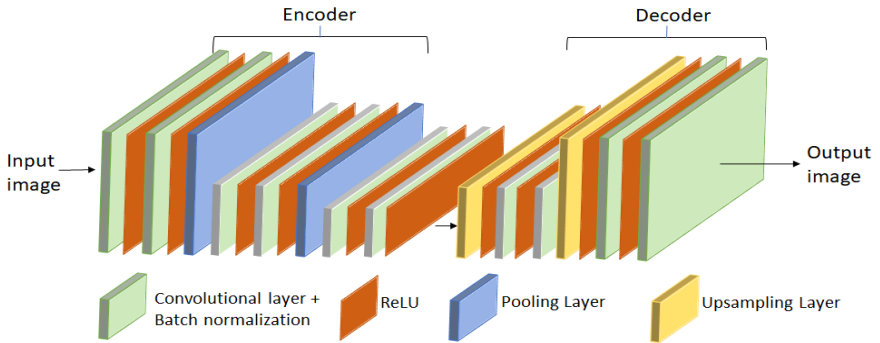 Encoder
Decoder
Input
image
Output
image
Convolutional layer +
Batch normalization
ReLU
Pooling Layer
Upsampling Layer